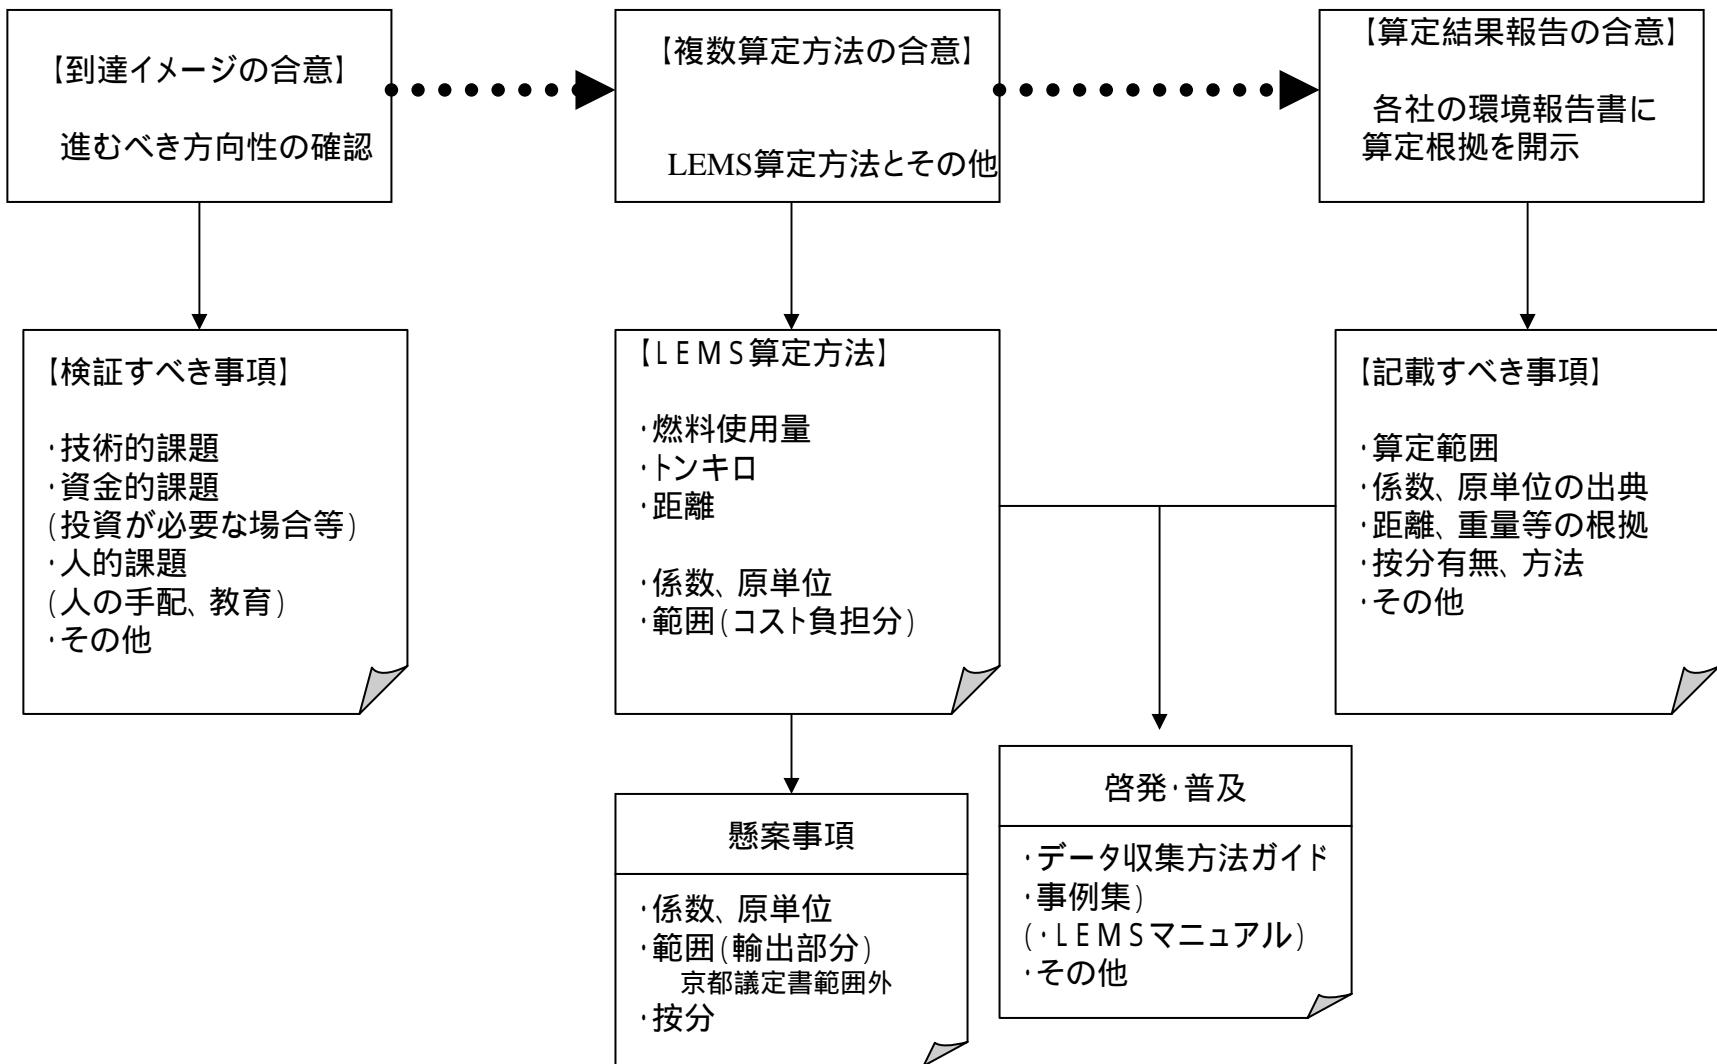 【到達イメージの合意】
進むべき方向性の確認
【複数算定方法の合意】
LEMS算定方法とその他
【算定結果報告の合意】
各社の環境報告書に
算定根拠を開示
【検証すべき事項】
・技術的課題
・資金的課題
(投資が必要な場合等)
・人的課題
(人の手配、教育)
・その他
【LEMS算定方法】
・燃料使用量
・トンキロ
・距離
・係数、原単位
・範囲(コスト負担分)
【記載すべき事項】
・算定範囲
・係数、原単位の出典
・距離、重量等の根拠
・按分有無、方法
・その他
懸案事項
・係数、原単位
・範囲(輸出部分)
京都議定書範囲外
・按分
啓発・普及
・データ収集方法ガイド
・事例集)
(・LEMSマニュアル)
・その他